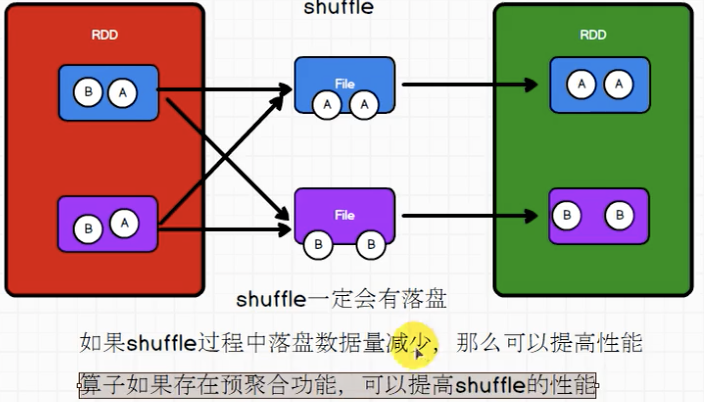 shuffle
RDD
RDD
B A
File
A A
A A
B A
File
B B
B B
shuffle一定会有落盘
如果shuffle过程中落盘数据量减少，那么可以提高性能
算子如果存在预聚合功能，可以提高shuffle的性能